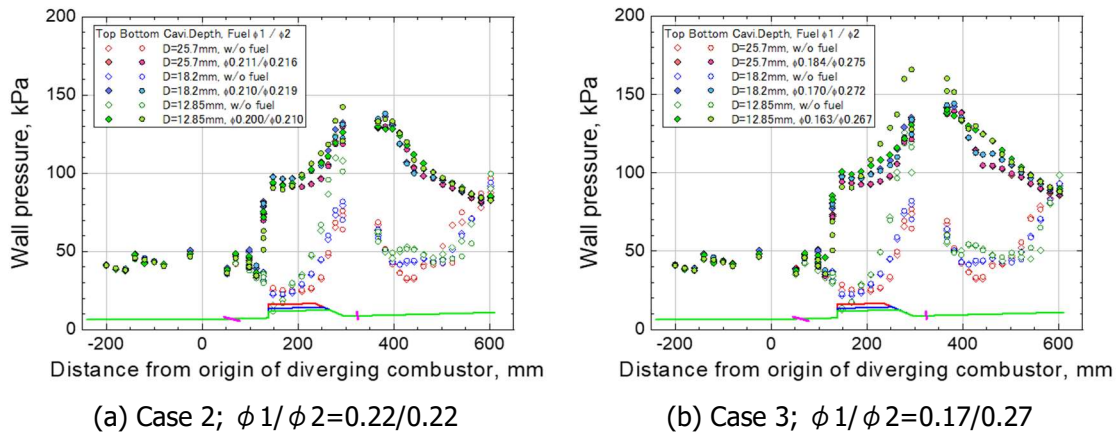 200
150
100
50
0
Wall pressure, kPa
Top Bottom Cavi.Depth, Fuel φ1 / φ2
D=25.7mm, w/o fuel
D=25.7mm, φ0.211/φ0.216
D=18.2mm, w/o fuel
D=18.2mm, φ0.210/φ0.219
D=12.85mm, w/o fuel
D=12.85mm, φ0.200/φ0.210
-200 0 200 400 600
Distance from origin of diverging combustor, mm
(a) Case 2; φ1/φ2=0.22/0.22
200
150
100
50
0
Wall pressure, kPa
Top Bottom Cavi.Depth, Fuel φ1 / φ2
D=25.7mm, w/o fuel
D=25.7mm, φ0.184/φ0.275
D=18.2mm, w/o fuel
D=18.2mm, φ0.170/φ0.272
D=12.85mm, w/o fuel
D=12.85mm, φ0.163/φ0.267
-200 0 200 400 600
Distance from origin of diverging combustor, mm
(b) Case 3; φ1/φ2=0.17/0.27